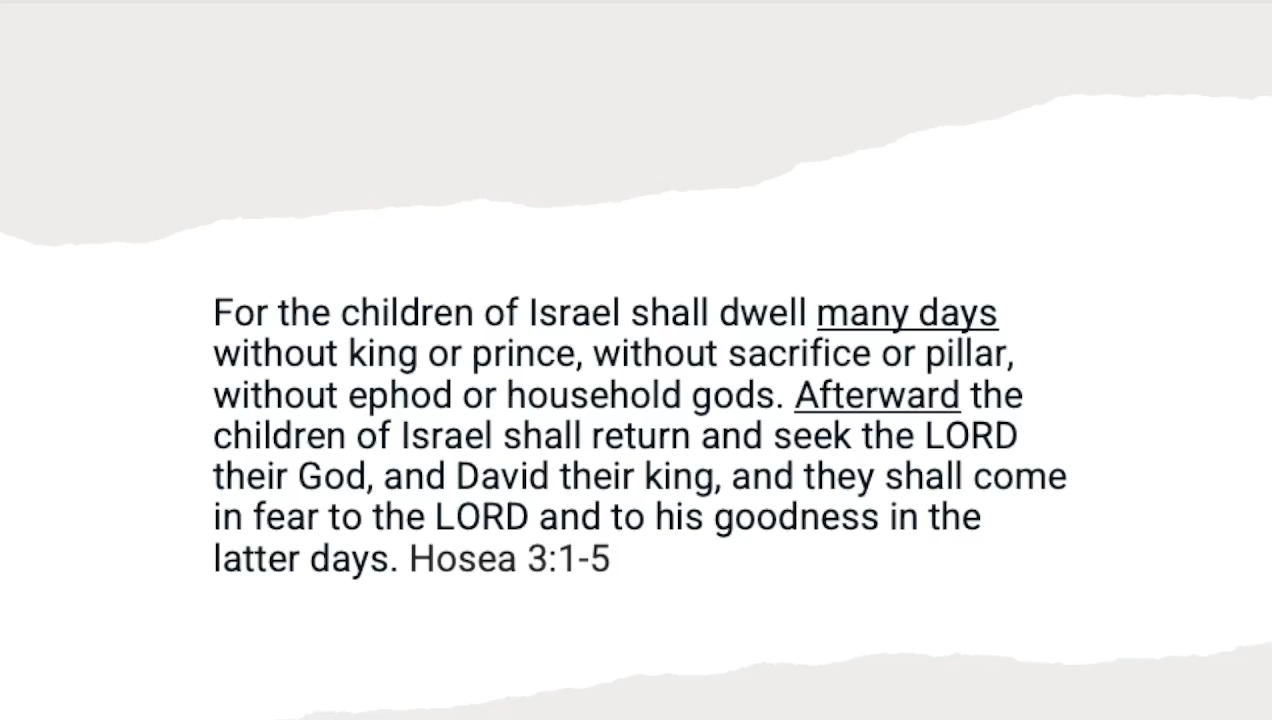 For the children of Israel shall dwell many days
without king or prince, without sacrifice or pillar,
without ephod or household gods. Afterward the
children of Israel shall return and seek the LORD
their God, and David their king, and they shall come
in fear to the LORD and to his goodness in the
latter days. Hosea 3:1-5